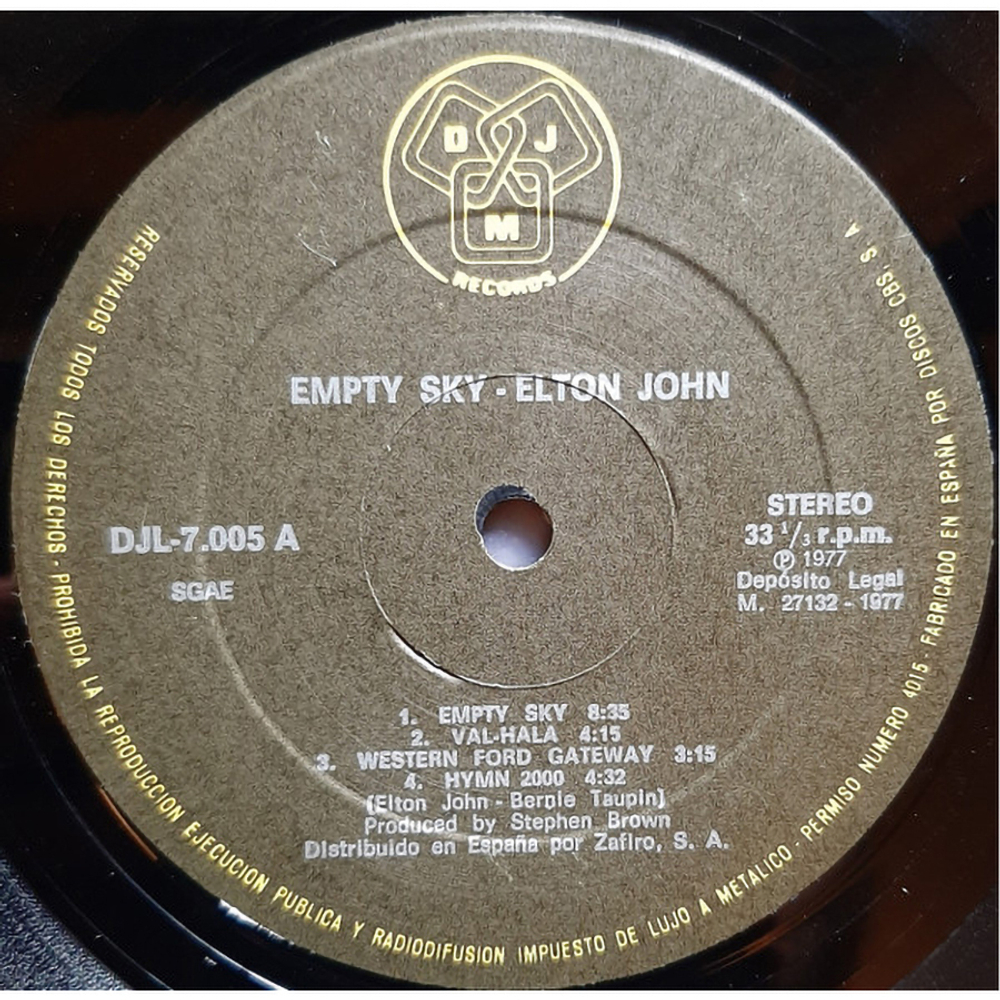 D J
M
RECORDS
EMPTY SKY - ELTON JOHN
DJL-7.005 A
SGAE
STEREO
33 1/3 r.p.m.
Ⓟ 1977
Depósito Legal
M. 27132 - 1977
1. EMPTY SKY 8:35
2. VAL-HALA 4:15
3. WESTERN FORD GATEWAY 3:15
4. HYMN 2000 4:32
(Elton John - Bernie Taupin)
Produced by Stephen Brown
Distribuido en España por Zafiro, S. A.
RESERVADOS TODOS LOS DERECHOS - PROHIBIDA LA REPRODUCCION EJECUCION PUBLICA Y RADIODIFUSION IMPUESTO DE LUJO A METALICO - PERMISO NUMERO 4015 - FABRICADO EN ESPAÑA POR DISCOS CBS, S. A